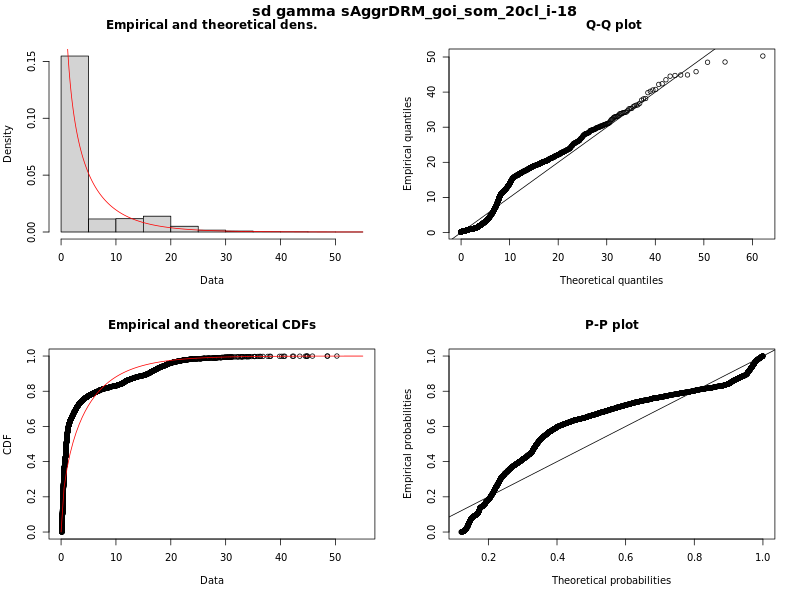 sd gamma sAggrDRM_goi_som_20cl_i-18
Empirical and theoretical dens.
Density
0.00
0.05
0.10
0.15
0 10 20 30 40 50
Data
Q-Q plot
Empirical quantiles
0
10
20
30
40
50
0 10 20 30 40 50 60
Theoretical quantiles
Empirical and theoretical CDFs
CDF
0.0
0.2
0.4
0.6
0.8
1.0
0 10 20 30 40 50
Data
P-P plot
Empirical probabilities
0.0
0.2
0.4
0.6
0.8
1.0
0.2 0.4 0.6 0.8 1.0
Theoretical probabilities